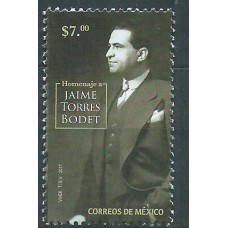 $7.00
Homenaje a
JAIME
TORRES
BODET
CORREOS DE MÉXICO